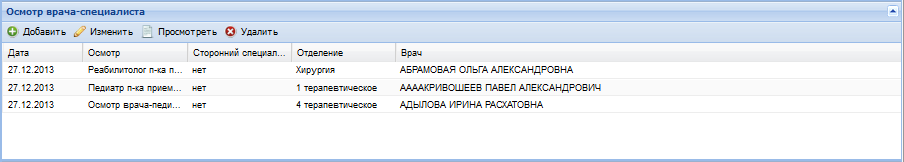 Осмотр врача-специалиста
Добавить Изменить Просмотреть Удалить
Дата Осмотр Сторонний специал... Отделение Врач
27.12.2013 Реабилитолог п-ка п... нет Хирургия АБРАМОВАЯ ОЛЬГА АЛЕКСАНДРОВНА
27.12.2013 Педиатр п-ка прием... нет 1 терапевтическое ААААКРИВОШЕЕВ ПАВЕЛ АЛЕКСАНДРОВИЧ
27.12.2013 Осмотр врача-педи... нет 4 терапевтическое АДЫЛОВА ИРИНА РАСХАТОВНА